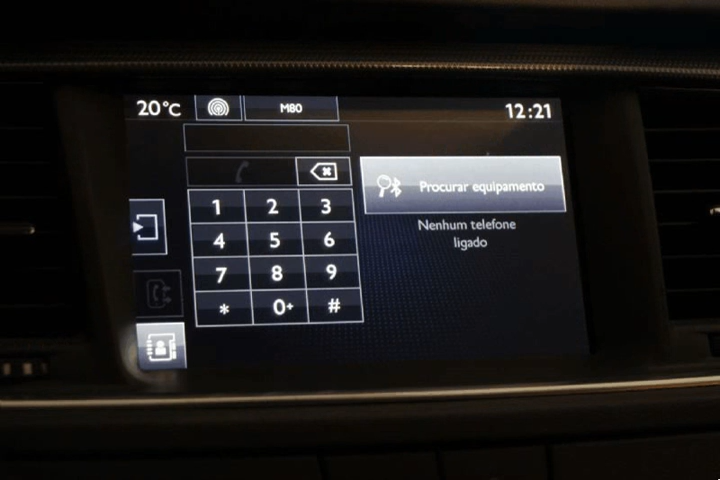 20°C
M80
12:21
Procurar equipamento
Nenhum telefone
ligado
1 2 3
4 5 6
7 8 9
* 0+ #